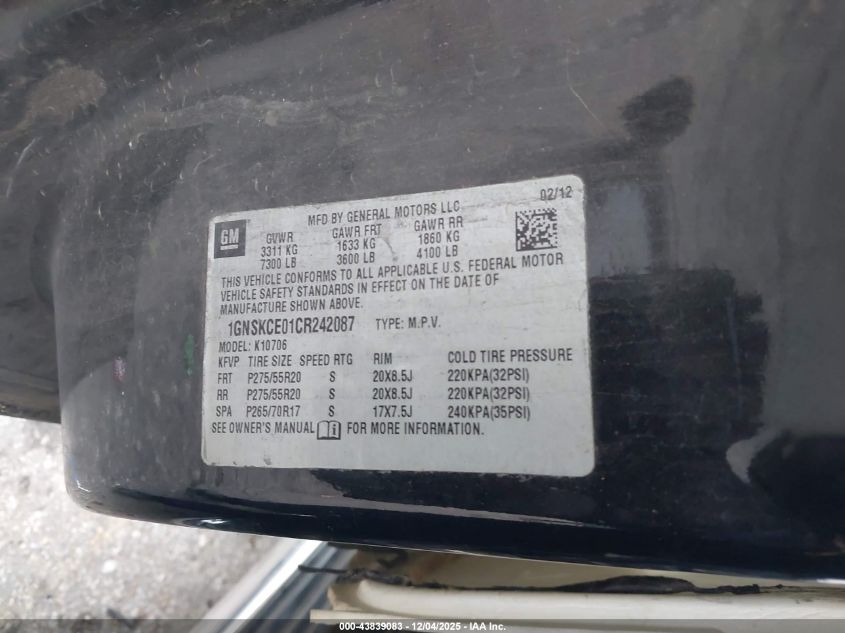 MFD BY GENERAL MOTORS LLC 02/12
GM
GVWR GAWR FRT GAWR RR
3311 KG 1633 KG 1860 KG
7300 LB 3600 LB 4100 LB
THIS VEHICLE CONFORMS TO ALL APPLICABLE U.S. FEDERAL MOTOR
VEHICLE SAFETY STANDARDS IN EFFECT ON THE DATE OF
MANUFACTURE SHOWN ABOVE.
1GNSKCE01CR242087 TYPE: M.P.V.
MODEL: K10706
KFVP TIRE SIZE SPEED RTG RIM COLD TIRE PRESSURE
FRT P275/55R20 S 20X8.5J 220KPA(32PSI)
RR P275/55R20 S 20X8.5J 220KPA(32PSI)
SPA P265/70R17 S 17X7.5J 240KPA(35PSI)
SEE OWNER'S MANUAL FOR MORE INFORMATION.
000-43839083 - 12/04/2025 - IAA Inc.